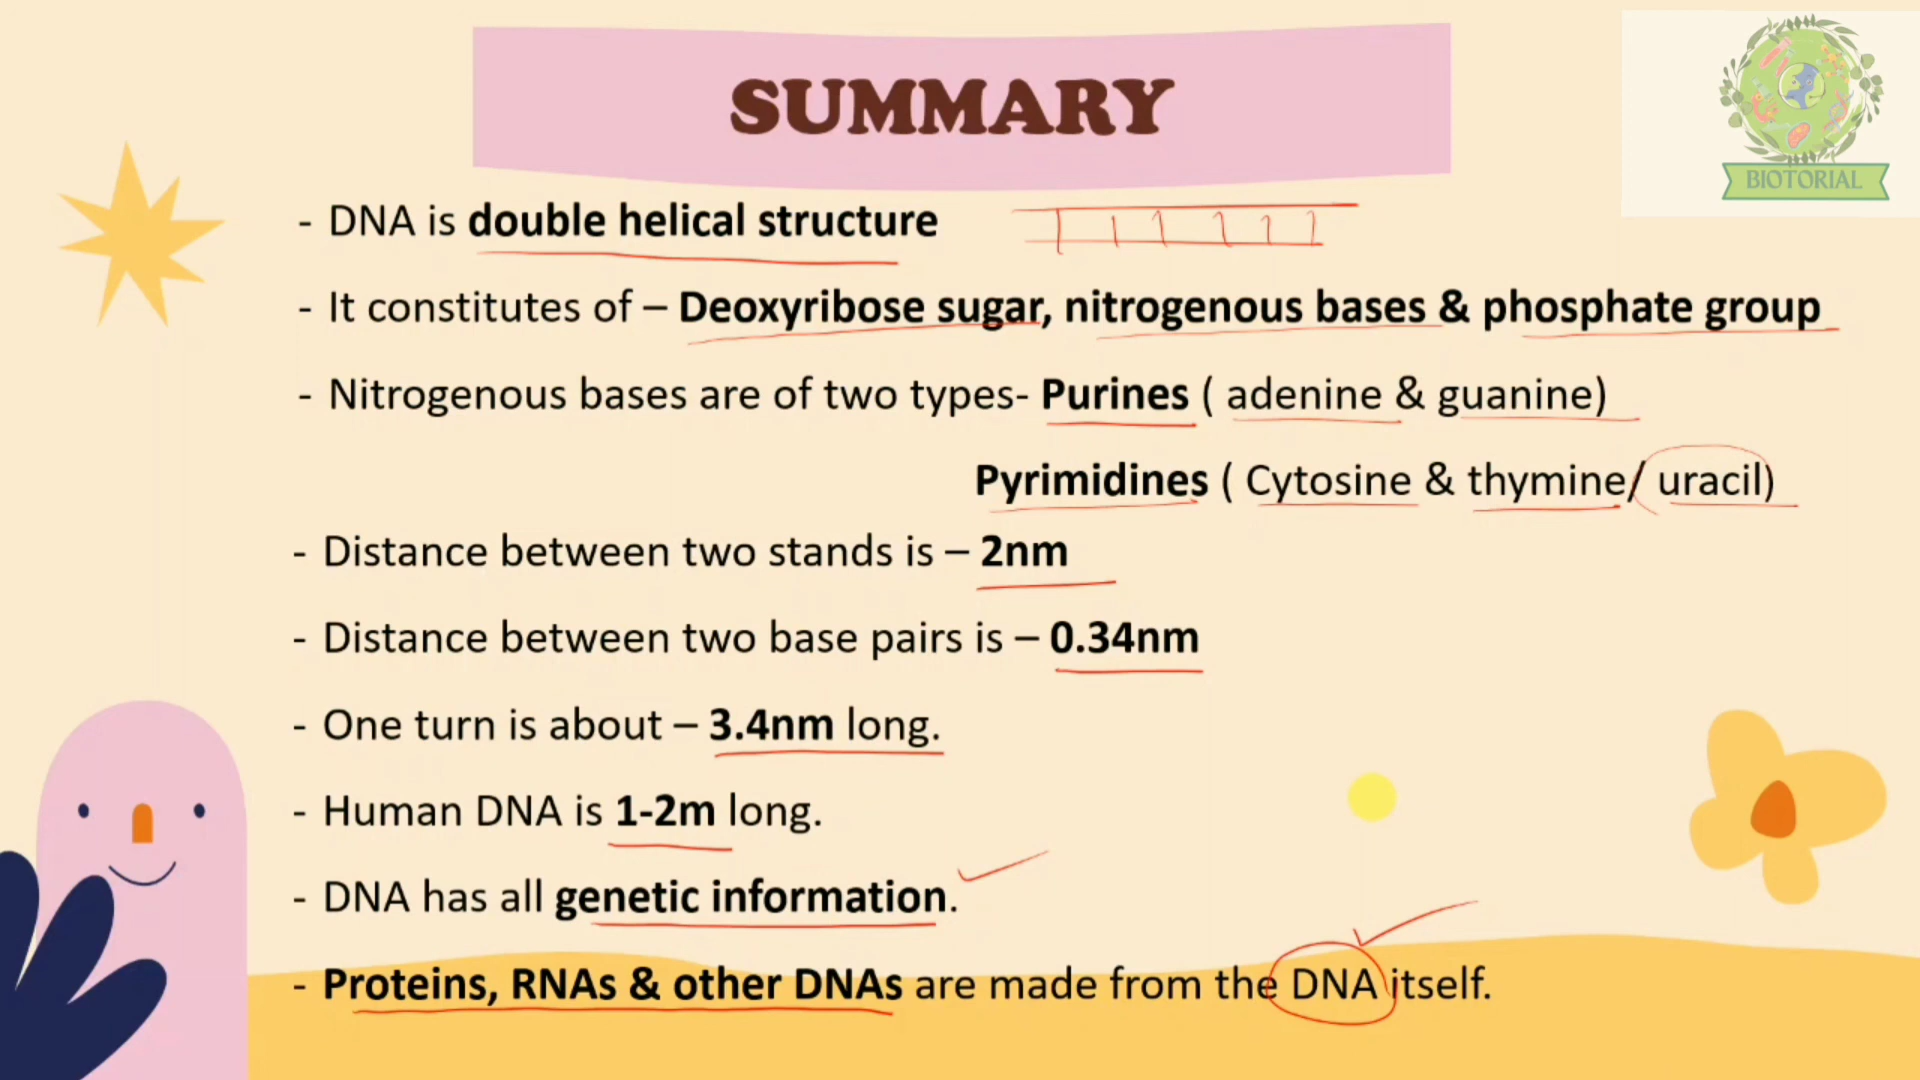 SUMMARY
BIOTORIAL
- DNA is double helical structure
- It constitutes of – Deoxyribose sugar, nitrogenous bases & phosphate group
- Nitrogenous bases are of two types- Purines ( adenine & guanine)
Pyrimidines ( Cytosine & thymine/ uracil)
- Distance between two stands is – 2nm
- Distance between two base pairs is – 0.34nm
- One turn is about – 3.4nm long.
- Human DNA is 1-2m long.
- DNA has all genetic information.
- Proteins, RNAs & other DNAs are made from the DNA itself.